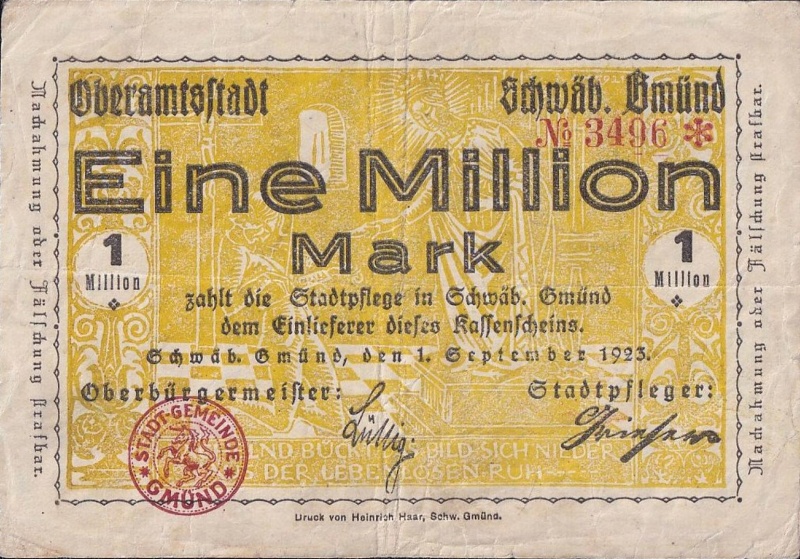 Oberamtsstadt Schwäb. Gmünd
№ 3496 *
Eine Million
Mark
1
Million
1
Million
zahlt die Stadtpflege in Schwäb. Gmünd
dem Einlieferer dieses Kassenscheins.
Schwäb. Gmünd, den 1. September 1923.
Oberbürgermeister: Stadtpfleger:
STADT-GEMEINDE
GMÜND
BILD SICH NIEDER
DER LEBENLOSEN RUH
Nachahmung oder Fälschung strafbar.
Nachahmung oder Fälschung strafbar.
Druck von Heinrich Haar, Schw. Gmünd.